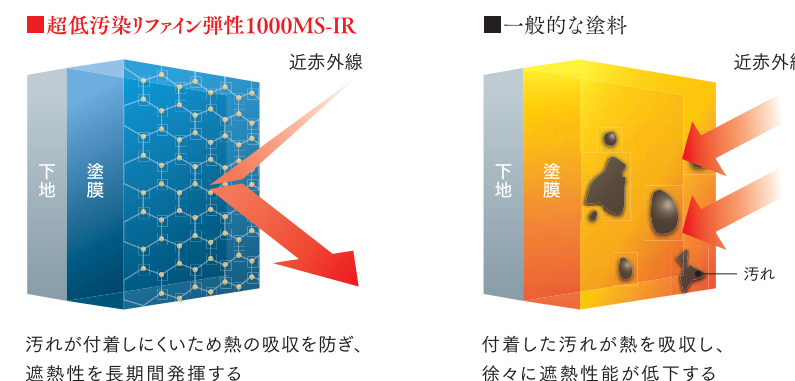 ■超低汚染リファイン弾性1000MS-IR
近赤外線
下地
塗膜
汚れが付着しにくいため熱の吸収を防ぎ、
遮熱性を長期間発揮する
■一般的な塗料
近赤外線
下地
塗膜
汚れ
付着した汚れが熱を吸収し、
徐々に遮熱性能が低下する